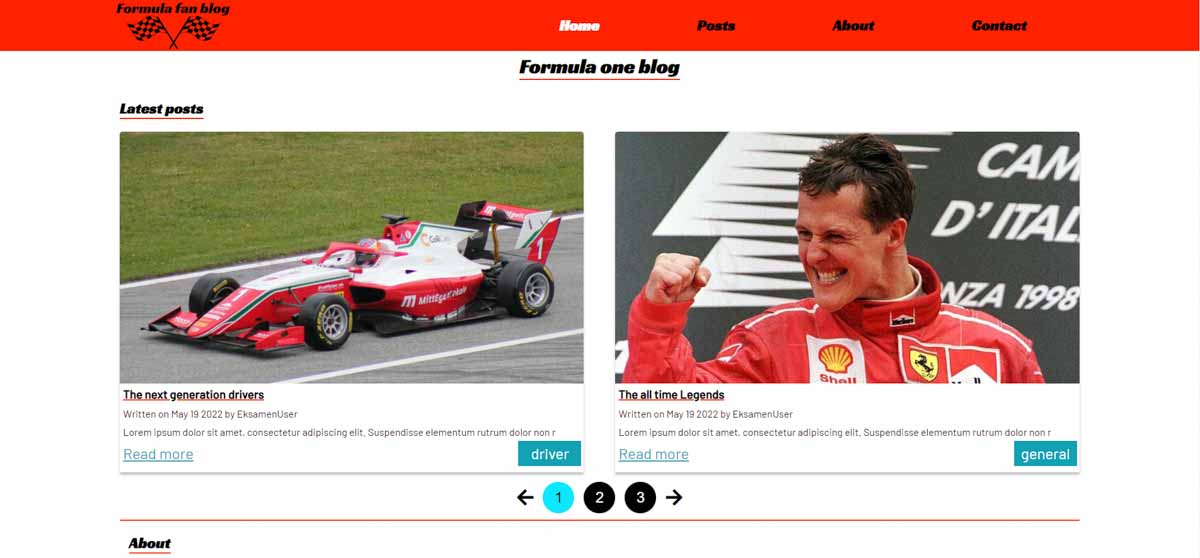 Formula fan blog
Home
Posts
About
Contact
Formula one blog
Latest posts
1
1
MittEgetVerksted
CAM
D'ITAL
NZA 1998
Shell
Marlboro
The next generation drivers
Written on May 19 2022 by EksamenUser
Lorem ipsum dolor sit amet, consectetur adipiscing elit. Suspendisse elementum rutrum dolor non r
Read more
driver
The all time Legends
Written on May 19 2022 by EksamenUser
Lorem ipsum dolor sit amet, consectetur adipiscing elit. Suspendisse elementum rutrum dolor non r
Read more
general
1
2
3
About